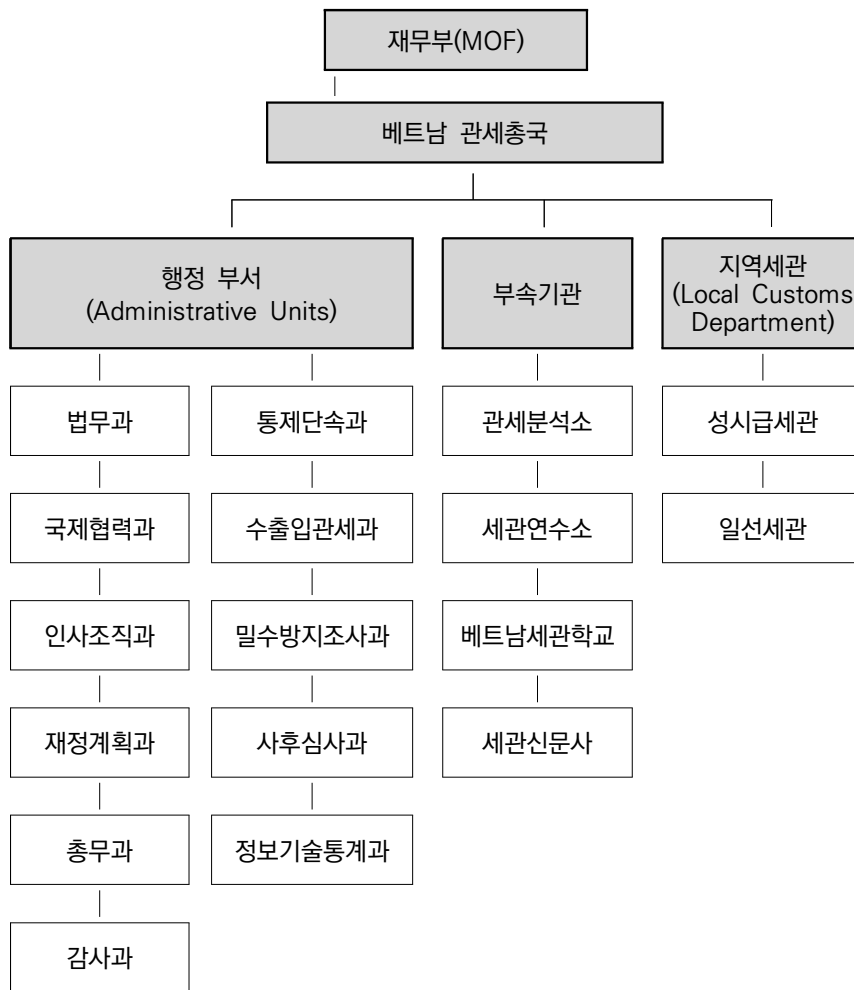 재무부(MOF)
베트남 관세총국
행정 부서
(Administrative Units)
부속기관
지역세관
(Local Customs
Department)
법무과
통제단속과
관세분석소
성시급세관
국제협력과
수출입관세과
세관연수소
일선세관
인사조직과
밀수방지조사과
베트남세관학교
재정계획과
사후심사과
세관신문사
총무과
정보기술통계과
감사과